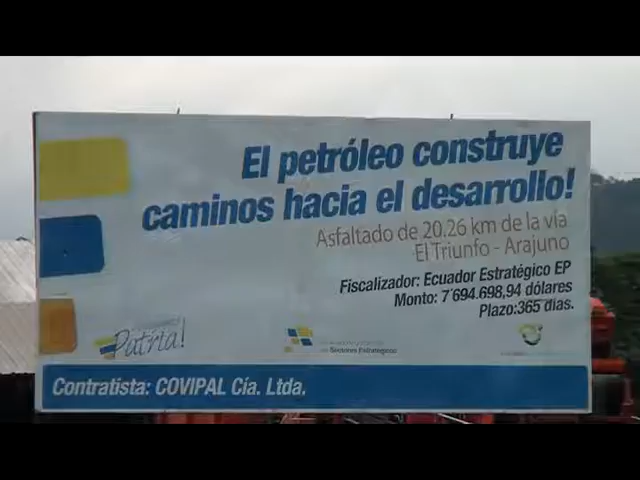 El petróleo construye
caminos hacia el desarrollo!
Asfaltado de 20.26 km de la vía
El Triunfo - Arajuno
Fiscalizador: Ecuador Estratégico EP
Monto: 7´694.698,94 dólares
Plazo:365 días.
Patria!
Sectores Estratégicos
Contratista: COVIPAL Cía. Ltda.